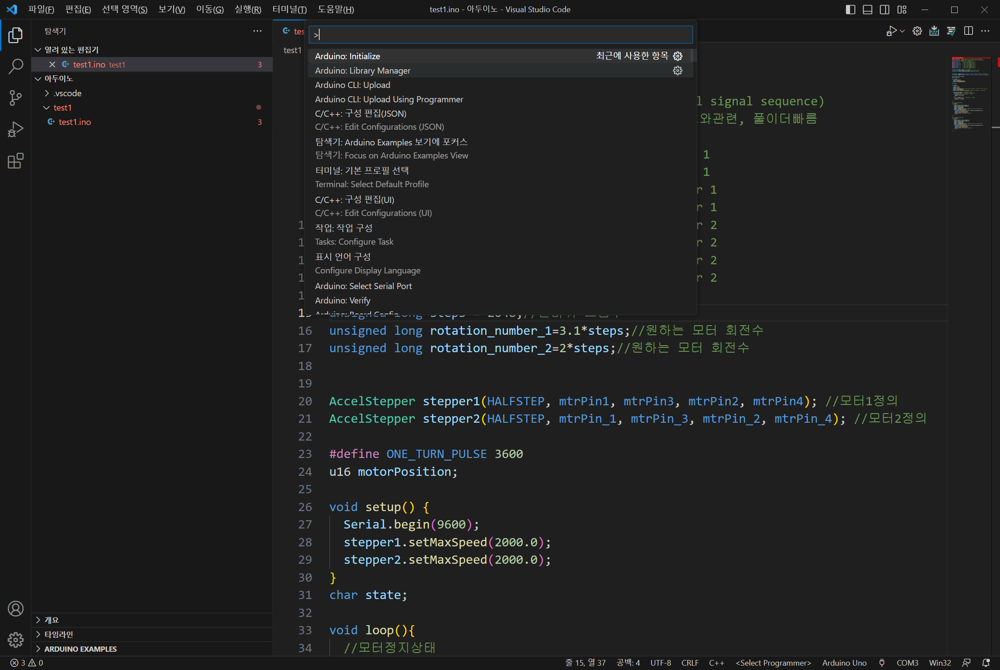 파일(F) 편집(E) 선택 영역(S) 보기(V) 이동(G) 실행(R) 터미널(T) 도움말(H)
test1.ino - 아두이노 - Visual Studio Code
탐색기
열려 있는 편집기
test1.ino test1 3
아두이노
.vscode
test1
test1.ino 3
개요
타임라인
ARDUINO EXAMPLES
tes
test1
>
Arduino: Initialize 최근에 사용한 항목
Arduino: Library Manager
Arduino CLI: Upload
Arduino CLI: Upload Using Programmer
C/C++: 구성 편집(JSON)
C/C++: Edit Configurations (JSON)
탐색기: Arduino Examples 보기에 포커스
탐색기: Focus on Arduino Examples View
터미널: 기본 프로필 선택
Terminal: Select Default Profile
C/C++: 구성 편집(UI)
C/C++: Edit Configurations (UI)
작업: 작업 구성
Tasks: Configure Task
표시 언어 구성
Configure Display Language
Arduino: Select Serial Port
Arduino: Verify
Arduino: Board Config
l signal sequence)
와관련, 풀이더빠름
1
1
r 1
r 1
1 r 2
1 r 2
1 r 2
1 r 2
1
15 unsigned long steps = 2048;//
16 unsigned long rotation_number_1=3.1*steps;//원하는 모터 회전수
17 unsigned long rotation_number_2=2*steps;//원하는 모터 회전수
18
19
20 AccelStepper stepper1(HALFSTEP, mtrPin1, mtrPin3, mtrPin2, mtrPin4); //모터1정의
21 AccelStepper stepper2(HALFSTEP, mtrPin_1, mtrPin_3, mtrPin_2, mtrPin_4); //모터2정의
22
23 #define ONE_TURN_PULSE 3600
24 u16 motorPosition;
25
26 void setup() {
27 Serial.begin(9600);
28 stepper1.setMaxSpeed(2000.0);
29 stepper2.setMaxSpeed(2000.0);
30 }
31 char state;
32
33 void loop(){
34 //모터정지상태
3 0 줄 15, 열 37 공백: 4 UTF-8 CRLF C++ <Select Programmer> Arduino Uno COM3 Win32